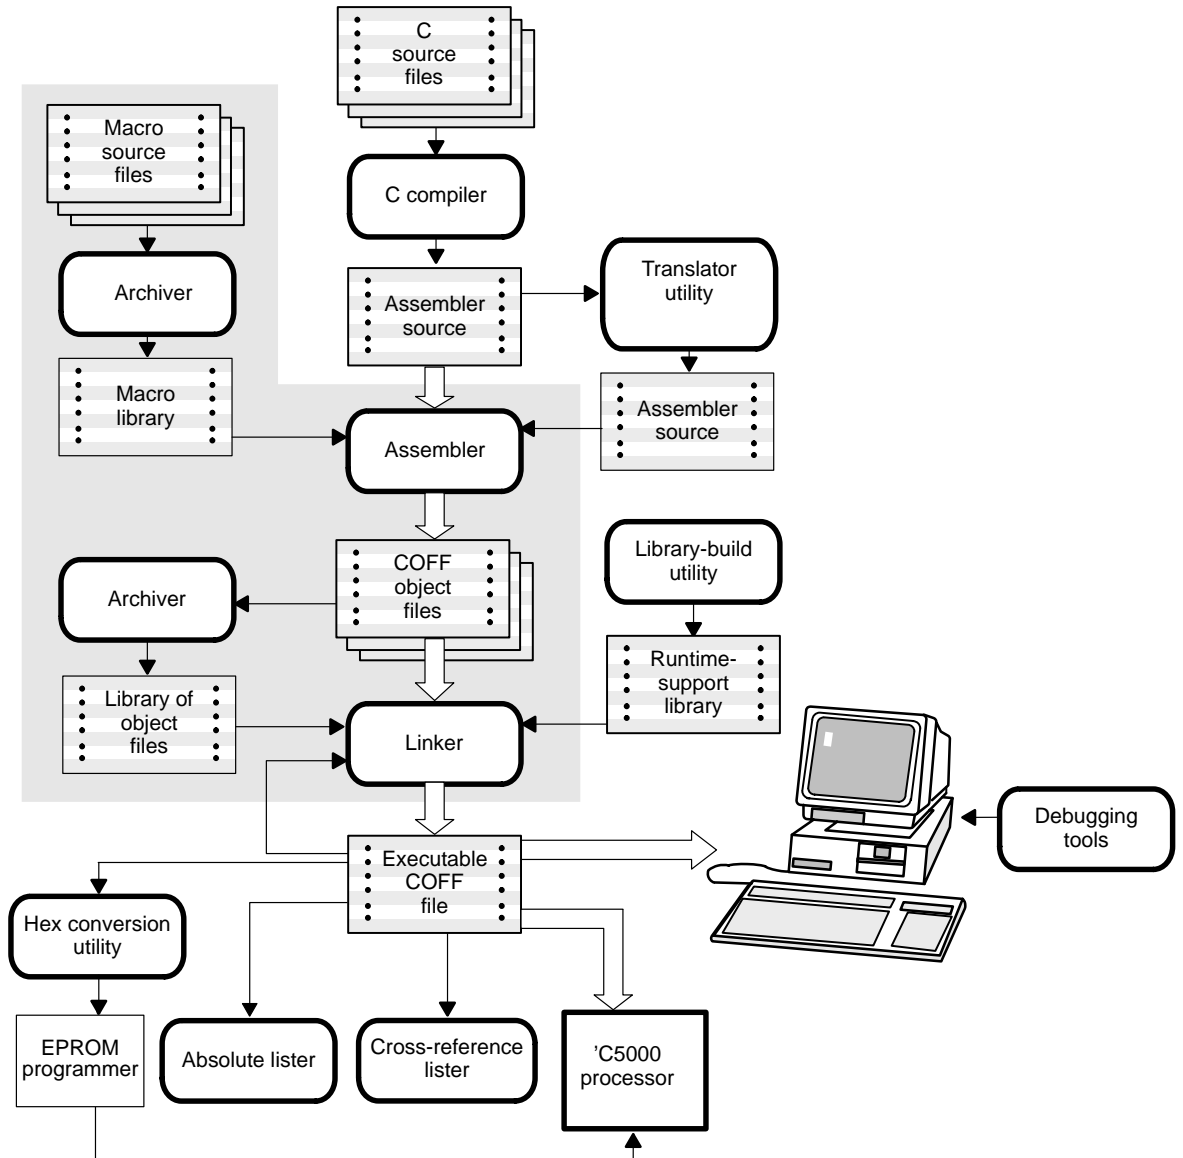 C
source
files
Macro
source
files
C compiler
Archiver
Translator
utility
Assembler
source
Macro
library
Assembler
source
Assembler
COFF
object
files
Library-build
utility
Archiver
Runtime-
support
library
Library of
object
files
Linker
Debugging
tools
Executable
COFF
file
Hex conversion
utility
EPROM
programmer
Absolute lister
Cross-reference
lister
’C5000
processor